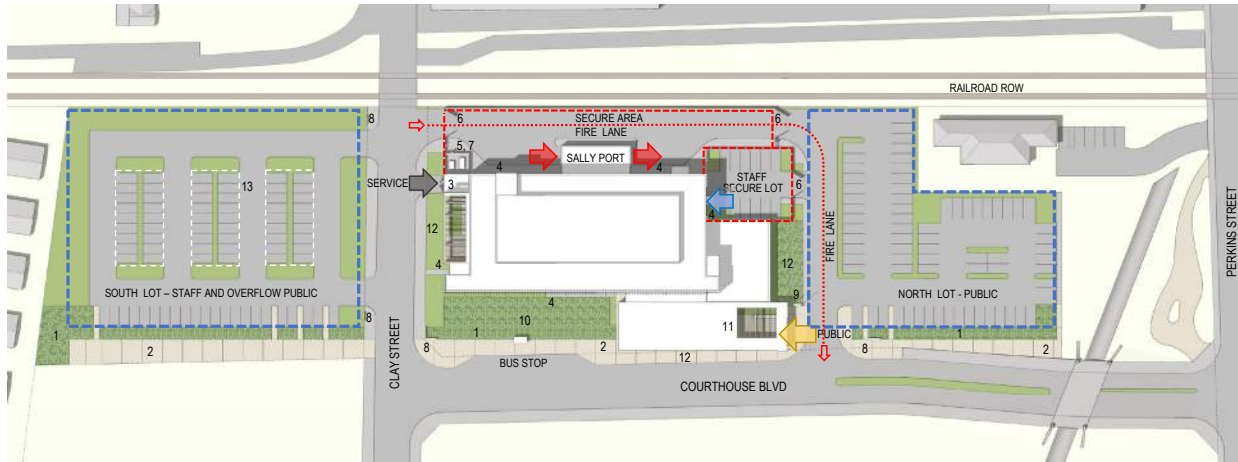 RAILROAD ROW
8
6
SECURE AREA
6
FIRE LANE
5, 7
4
SALLY PORT
4
STAFF
SECURE LOT
13
SERVICE
3
6
4
12
FIRE LANE
12
PERKINS STREET
4
SOUTH LOT – STAFF AND OVERFLOW PUBLIC
4
9
NORTH LOT - PUBLIC
8
10
11
PUBLIC
1
1
1
2
8
2
12
8
2
BUS STOP
CLAY STREET
COURTHOUSE BLVD